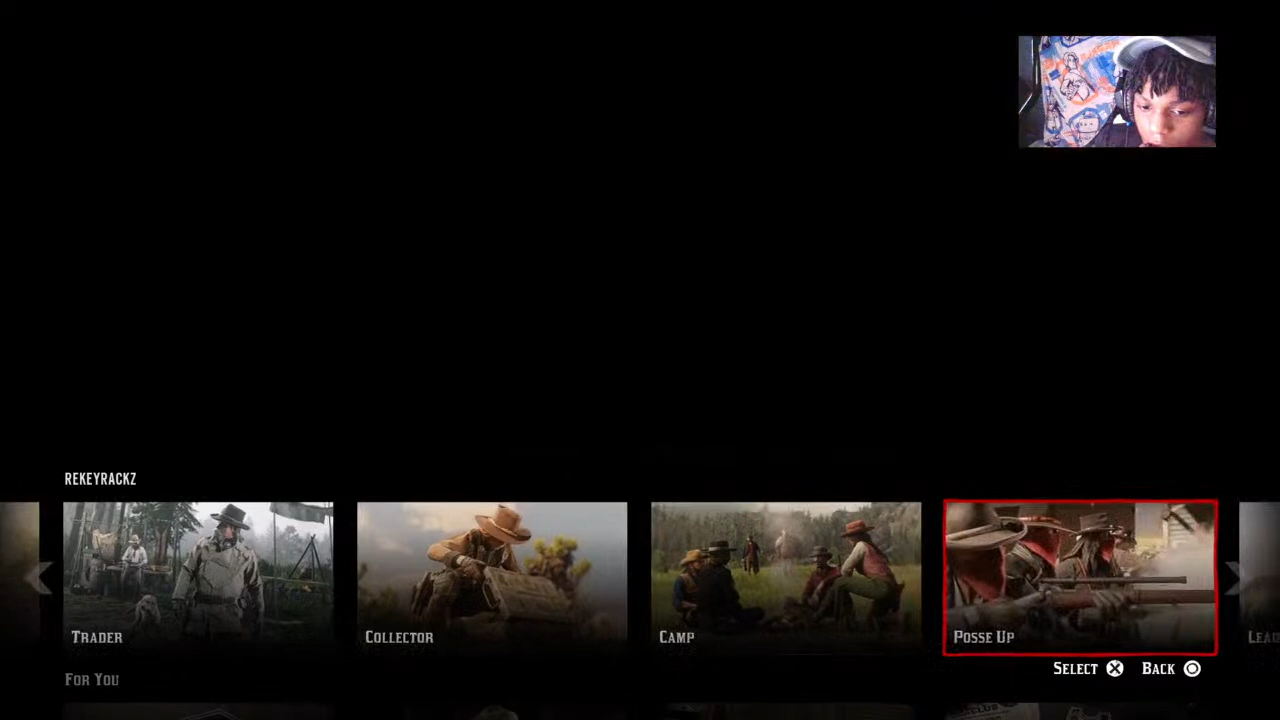 REKEYRACKZ
TRADER
COLLECTOR
CAMP
POSSE UP
SELECT
BACK
FOR YOU